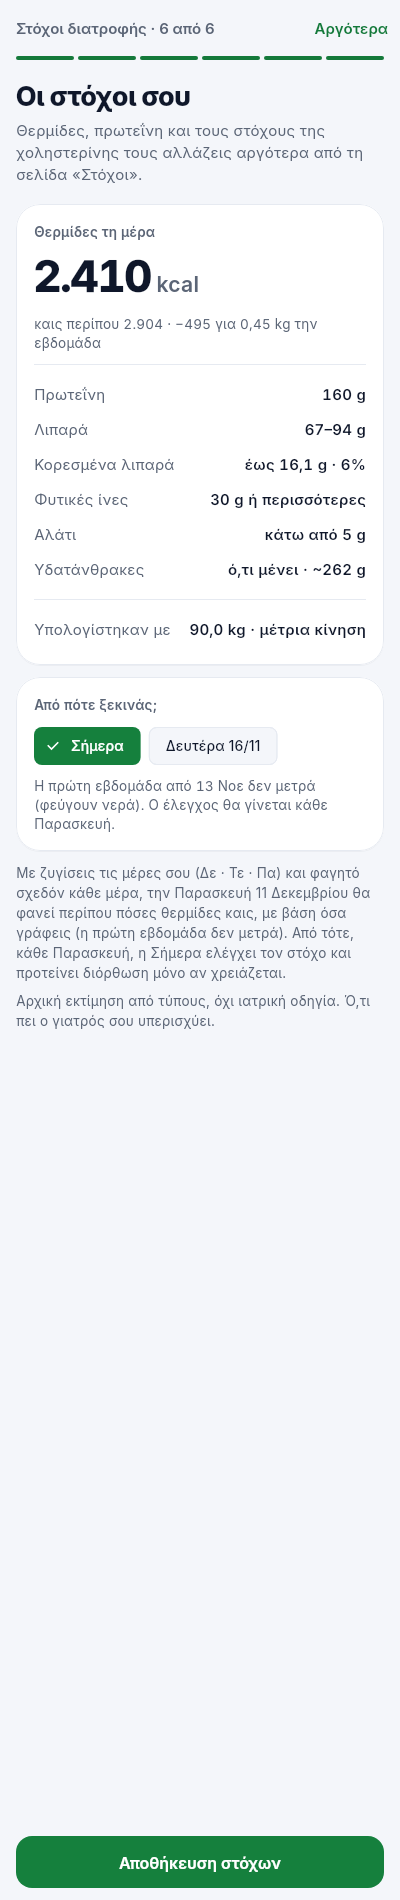 Στόχοι διατροφής · 6 από 6
Αργότερα
Οι στόχοι σου
Θερμίδες, πρωτεΐνη και τους στόχους της
χοληστερίνης τους αλλάζεις αργότερα από τη
σελίδα «Στόχοι».
Θερμίδες τη μέρα
2.410 kcal
καις περίπου 2.904 · −495 για 0,45 kg την
εβδομάδα
Πρωτεΐνη 160 g
Λιπαρά 67–94 g
Κορεσμένα λιπαρά έως 16,1 g · 6%
Φυτικές ίνες 30 g ή περισσότερες
Αλάτι κάτω από 5 g
Υδατάνθρακες ό,τι μένει · ~262 g
Υπολογίστηκαν με 90,0 kg · μέτρια κίνηση
Από πότε ξεκινάς;
✓ Σήμερα Δευτέρα 16/11
Η πρώτη εβδομάδα από 13 Νοε δεν μετρά
(φεύγουν νερά). Ο έλεγχος θα γίνεται κάθε
Παρασκευή.
Με ζυγίσεις τις μέρες σου (Δε · Τε · Πα) και φαγητό
σχεδόν κάθε μέρα, την Παρασκευή 11 Δεκεμβρίου θα
φανεί περίπου πόσες θερμίδες καις, με βάση όσα
γράφεις (η πρώτη εβδομάδα δεν μετρά). Από τότε,
κάθε Παρασκευή, η Σήμερα ελέγχει τον στόχο και
προτείνει διόρθωση μόνο αν χρειάζεται.
Αρχική εκτίμηση από τύπους, όχι ιατρική οδηγία. Ό,τι
πει ο γιατρός σου υπερισχύει.
Αποθήκευση στόχων